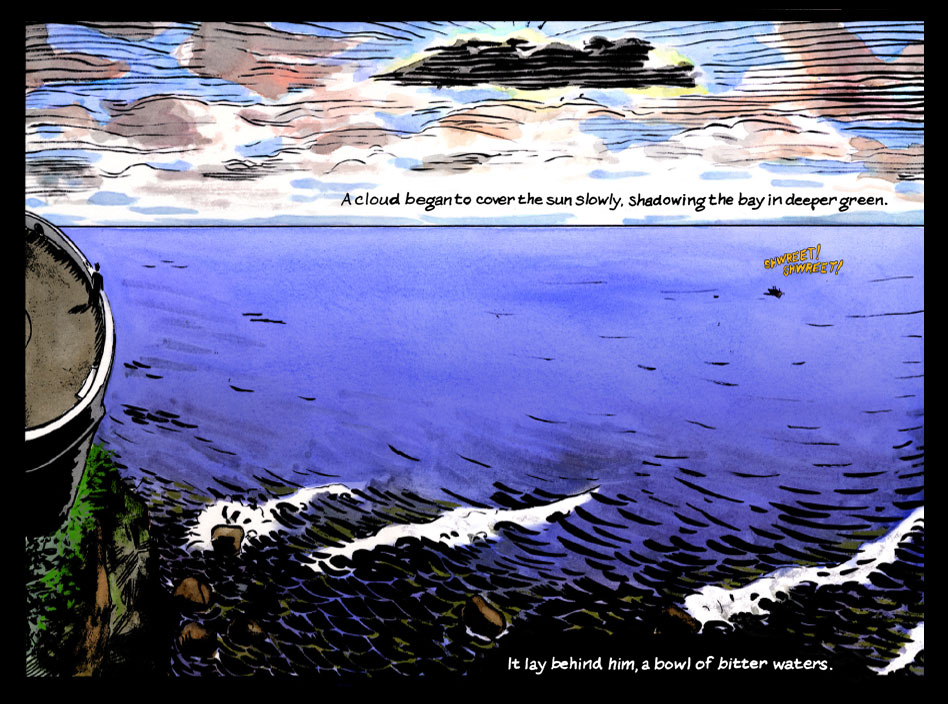 A cloud began to cover the sun slowly, shadowing the bay in deeper green.
SHWREET!
SHWREET!
It lay behind him, a bowl of bitter waters.